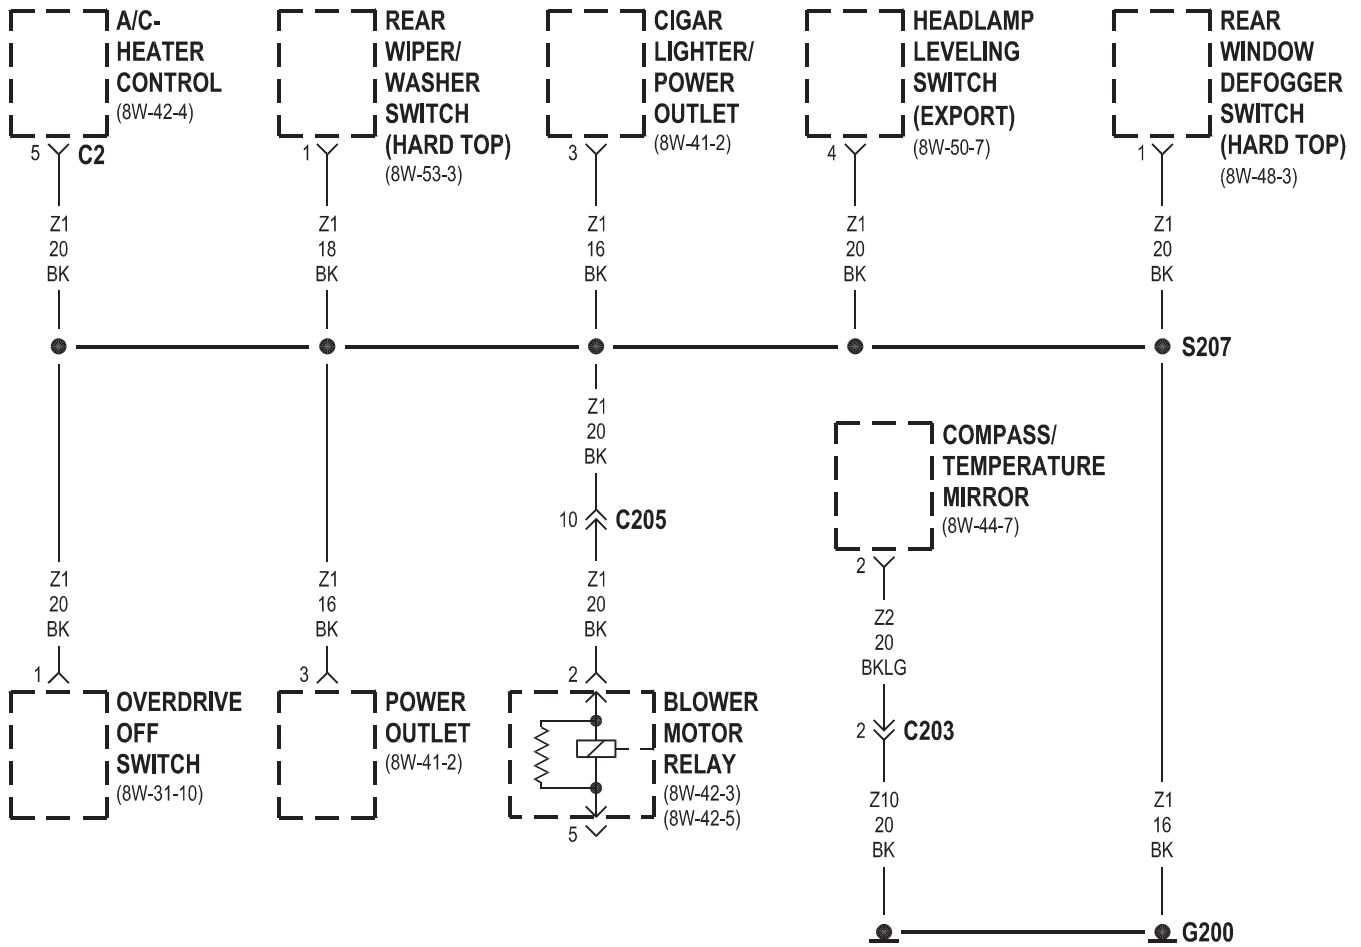 A/C-
HEATER
CONTROL
(8W-42-4)
5
C2
Z1
20
BK
REAR
WIPER/
WASHER
SWITCH
(HARD TOP)
(8W-53-3)
1
Z1
18
BK
CIGAR
LIGHTER/
POWER
OUTLET
(8W-41-2)
3
Z1
16
BK
HEADLAMP
LEVELING
SWITCH
(EXPORT)
(8W-50-7)
4
Z1
20
BK
REAR
WINDOW
DEFOGGER
SWITCH
(HARD TOP)
(8W-48-3)
1
Z1
20
BK
S207
Z1
20
BK
10
C205
COMPASS/
TEMPERATURE
MIRROR
(8W-44-7)
2
Z2
20
BKLG
2
C203
Z10
20
BK
Z1
20
BK
1
OVERDRIVE
OFF
SWITCH
(8W-31-10)
Z1
16
BK
3
POWER
OUTLET
(8W-41-2)
Z1
20
BK
2
BLOWER
MOTOR
RELAY
(8W-42-3)
(8W-42-5)
5
Z1
16
BK
G200